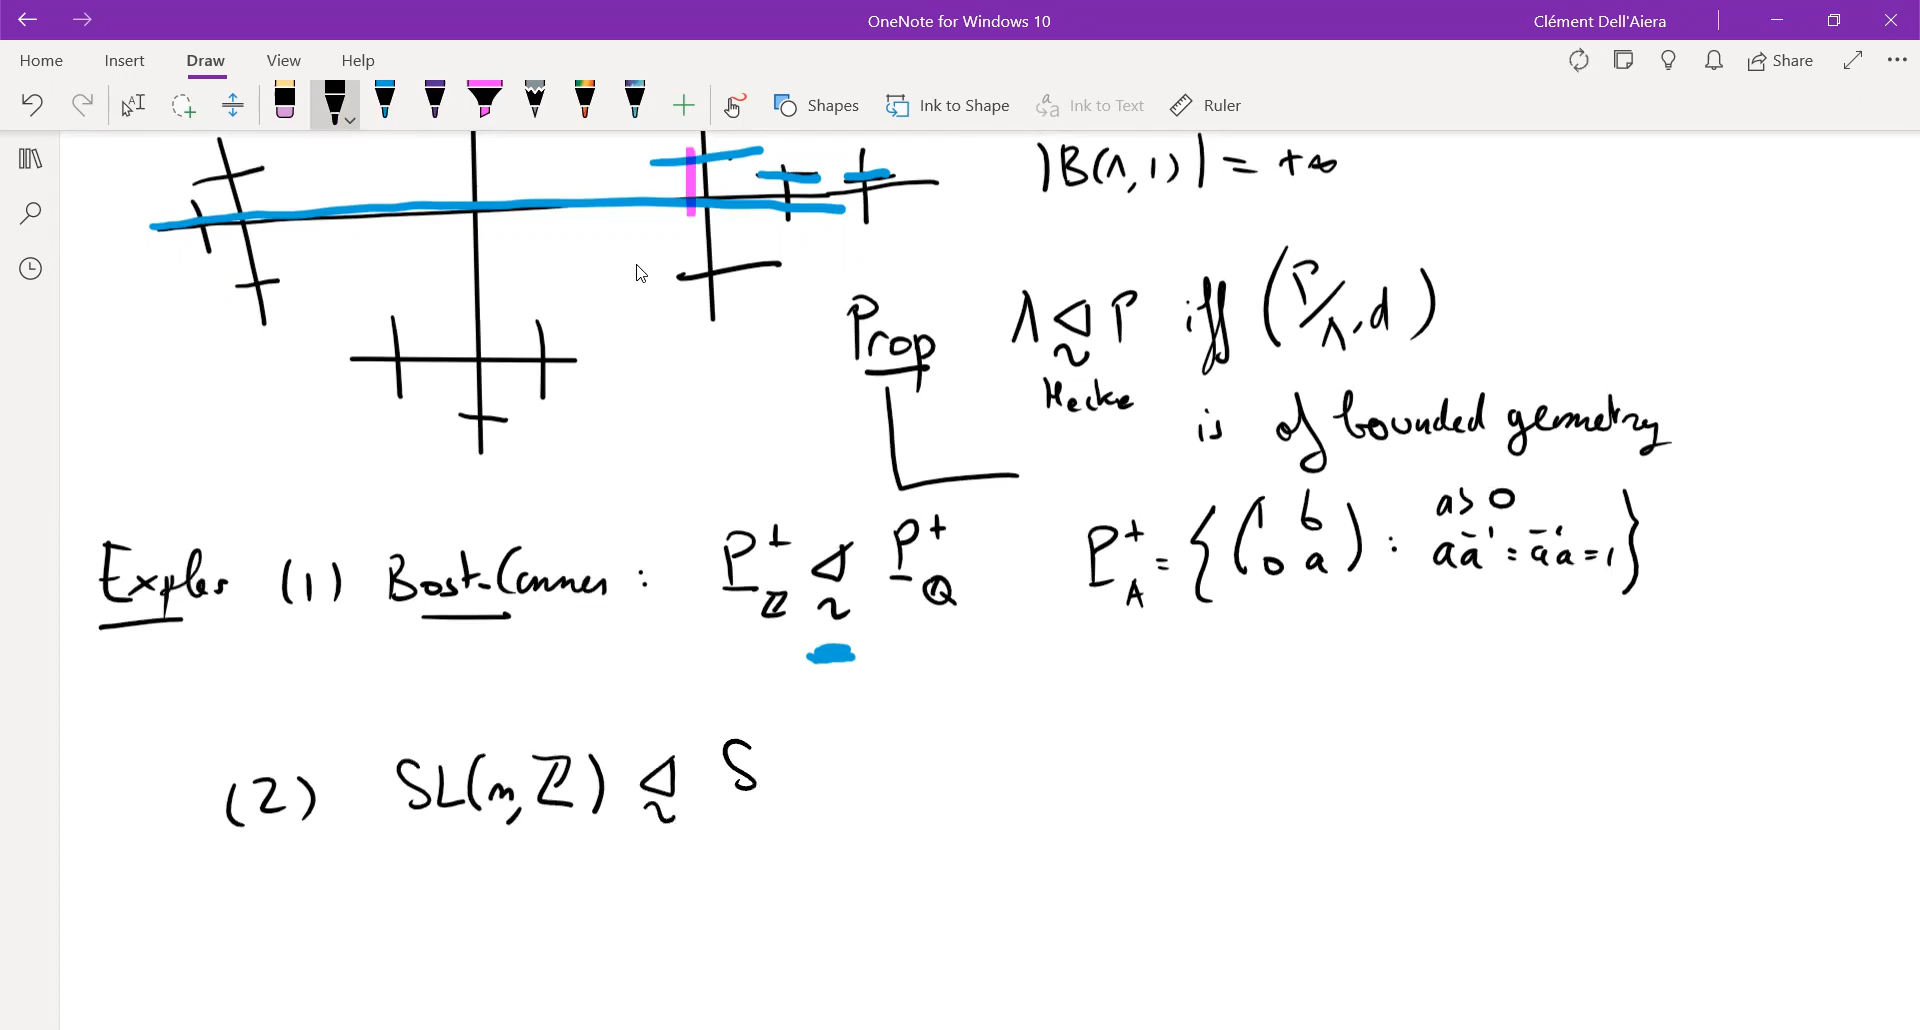 OneNote for Windows 10
Clément Dell'Aiera
Home Insert Draw View Help
Share
Shapes Ink to Shape Ink to Text Ruler
|B(Λ,1)| = +∞
Prop Λ ⊲~ Γ iff (Γ/Λ, d)
Hecke
is of bounded geometry
Exples (1) Bost-Connes : P⁺_ℤ ⊲~ P⁺_ℚ P⁺_A = { (1 b ; 0 a) : a>0 aa⁻¹ = a⁻¹a = 1 }
(2) SL(n,ℤ) ⊲~ S